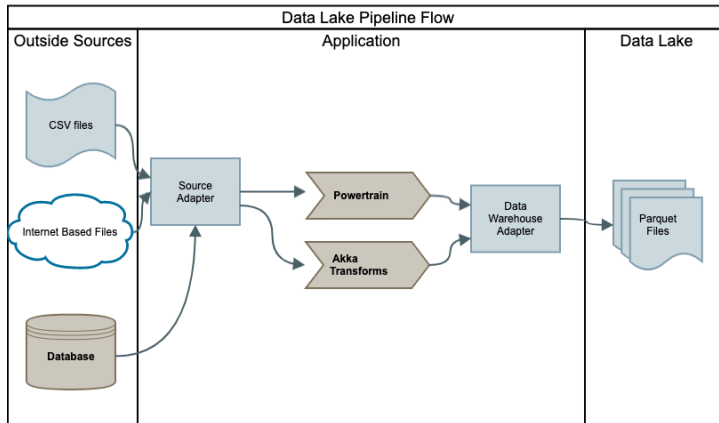 Data Lake Pipeline Flow
Outside Sources
Application
Data Lake
CSV files
Internet Based Files
Database
Source
Adapter
Powertrain
Akka
Transforms
Data
Warehouse
Adapter
Parquet
Files